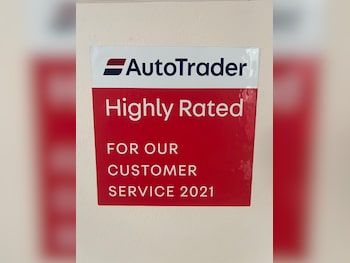 AutoTrader
Highly Rated
FOR OUR
CUSTOMER
SERVICE 2021